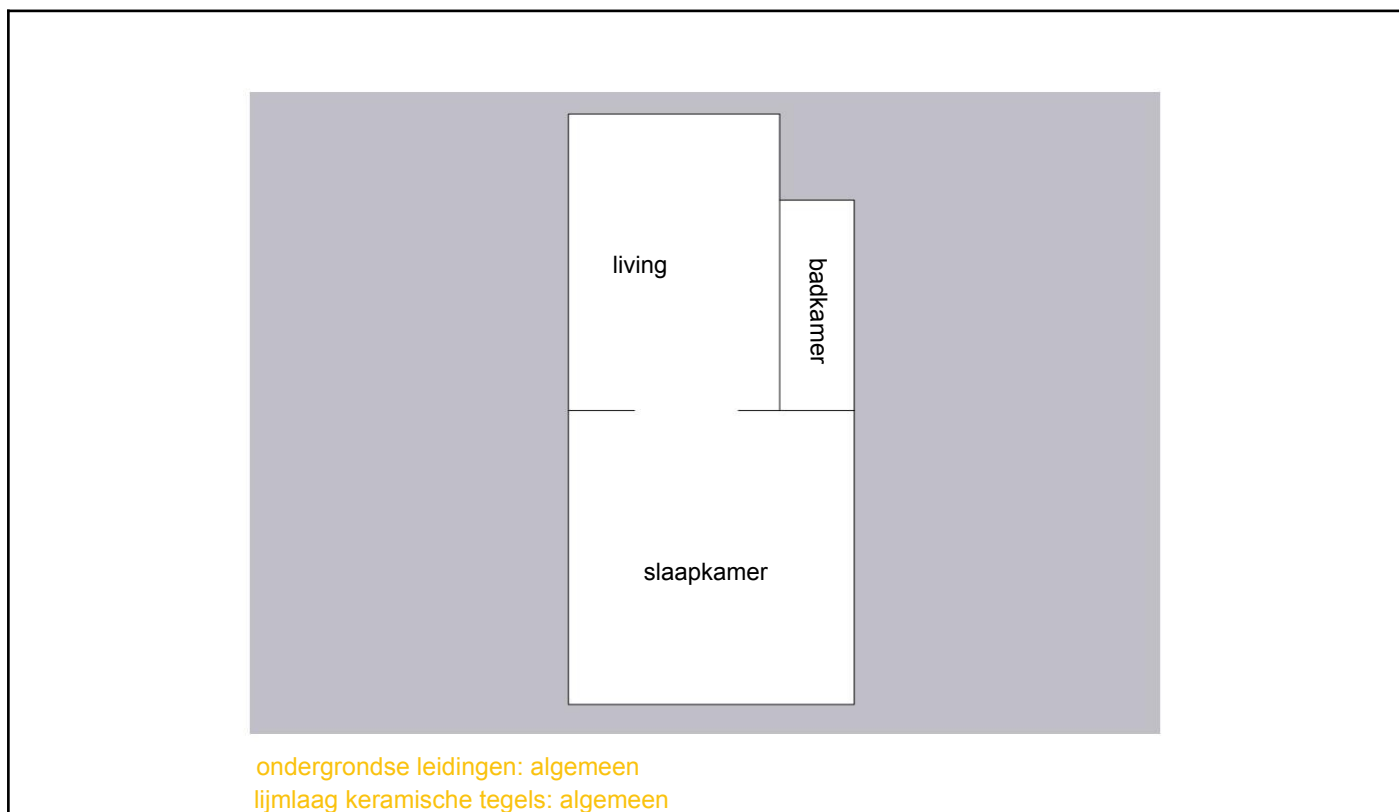 living
badkamer
slaapkamer
ondergrondse leidingen: algemeen
lijmlaag keramische tegels: algemeen